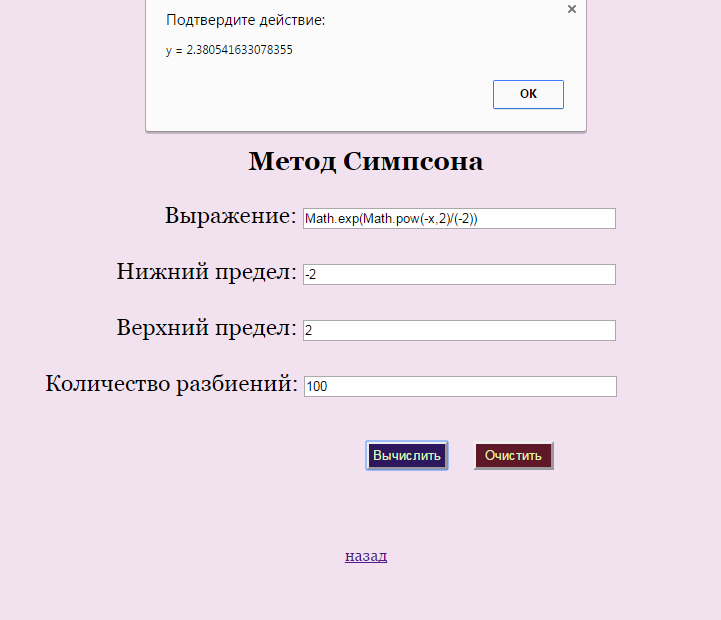 Подтвердите действие:
y = 2.380541633078355
ОК
Метод Симпсона
Выражение: Math.exp(Math.pow(-x,2)/(-2))
Нижний предел: -2
Верхний предел: 2
Количество разбиений: 100
Вычислить Очистить
назад